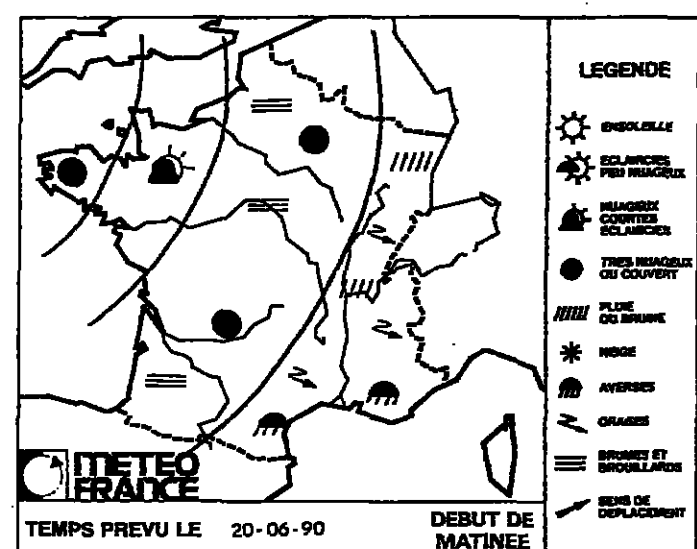 LEGENDE
ENSOLEILLE
ECLAIRCIES
PEU NUAGEUX
NUAGEUX
COURTES
ECLAIRCIES
TRES NUAGEUX
OU COUVERT
PLUIE
OU BRUINE
NEIGE
AVERSES
ORAGES
BRUMES ET
BROUILLARDS
SENS DE
DEPLACEMENT
METEO
FRANCE
TEMPS PREVU LE 20-06-90 DEBUT DE
MATINEE